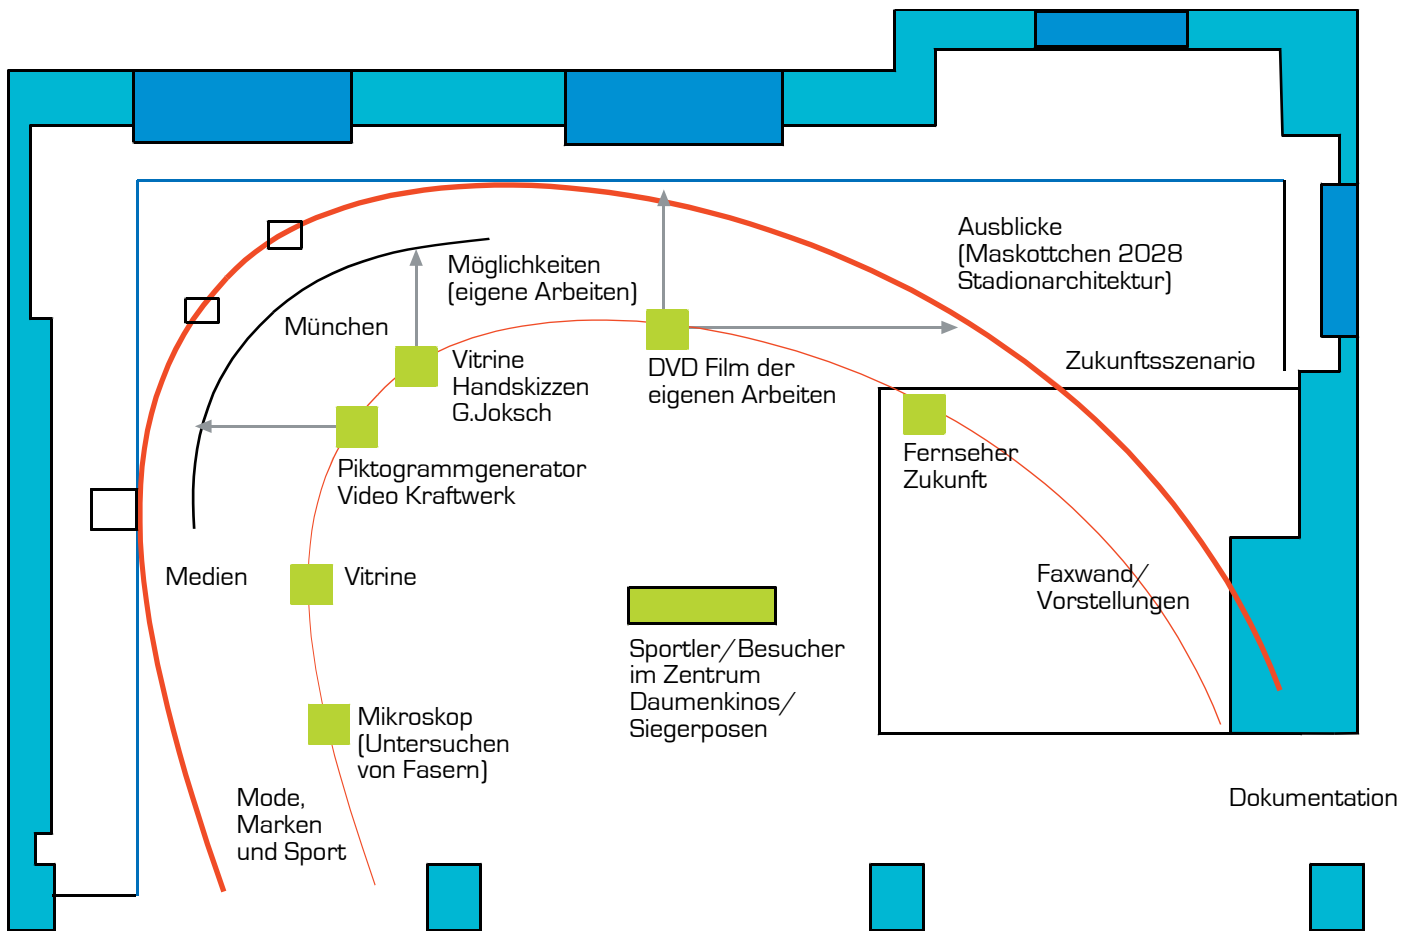 Ausblicke
(Maskottchen 2028
Stadionarchitektur)
Möglichkeiten
(eigene Arbeiten)
München
Zukunftsszenario
Vitrine
Handskizzen
G.Joksch
DVD Film der
eigenen Arbeiten
Piktogrammgenerator
Video Kraftwerk
Fernseher
Zukunft
Medien
Vitrine
Faxwand/
Vorstellungen
Sportler/Besucher
im Zentrum
Daumenkinos/
Siegerposen
Mikroskop
(Untersuchen
von Fasern)
Mode,
Marken
und Sport
Dokumentation